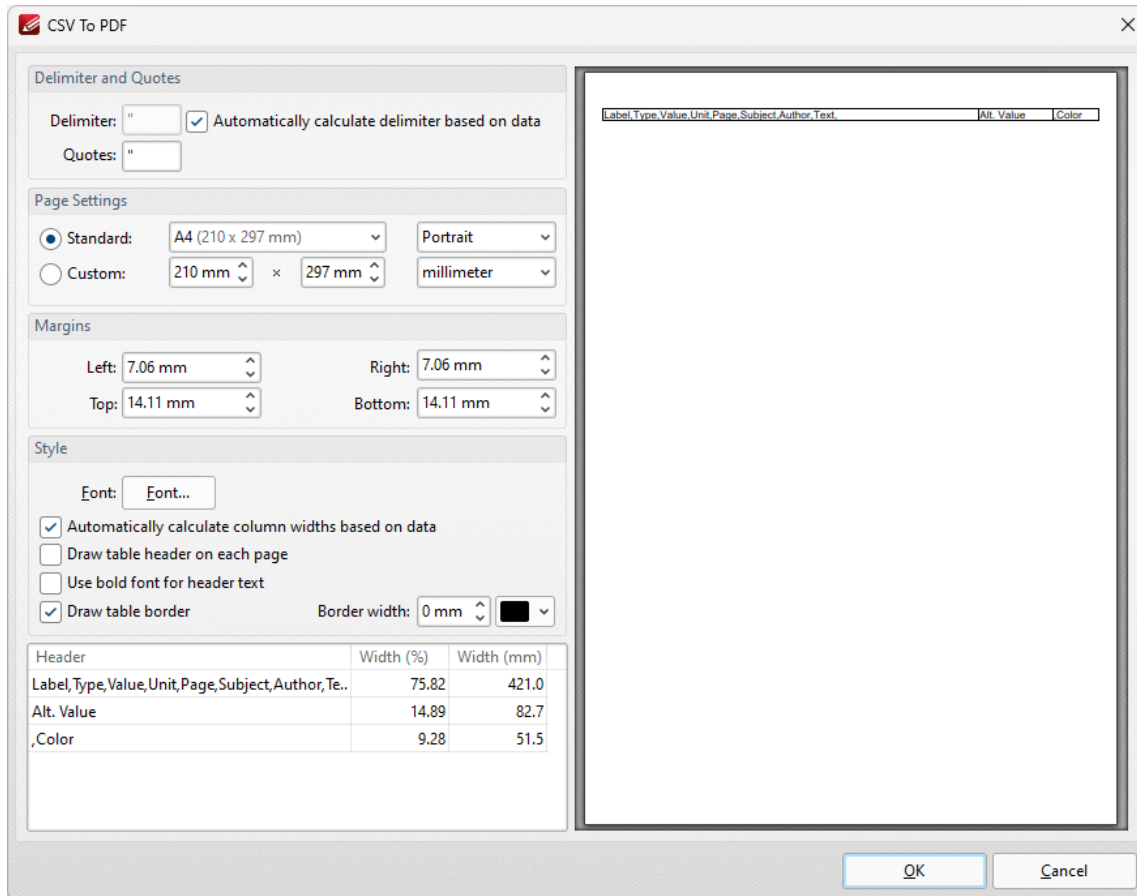 CSV To PDF
Delimiter and Quotes
Delimiter: " Automatically calculate delimiter based on data
Quotes: "
Page Settings
Standard: A4 (210 x 297 mm) Portrait
Custom: 210 mm × 297 mm millimeter
Margins
Left: 7.06 mm Right: 7.06 mm
Top: 14.11 mm Bottom: 14.11 mm
Style
Font: Font...
Automatically calculate column widths based on data
Draw table header on each page
Use bold font for header text
Draw table border Border width: 0 mm
Header Width (%) Width (mm)
Label,Type,Value,Unit,Page,Subject,Author,Te.. 75.82 421.0
Alt. Value 14.89 82.7
,Color 9.28 51.5
Label,Type,Value,Unit,Page,Subject,Author,Text, Alt. Value ,Color
OK Cancel